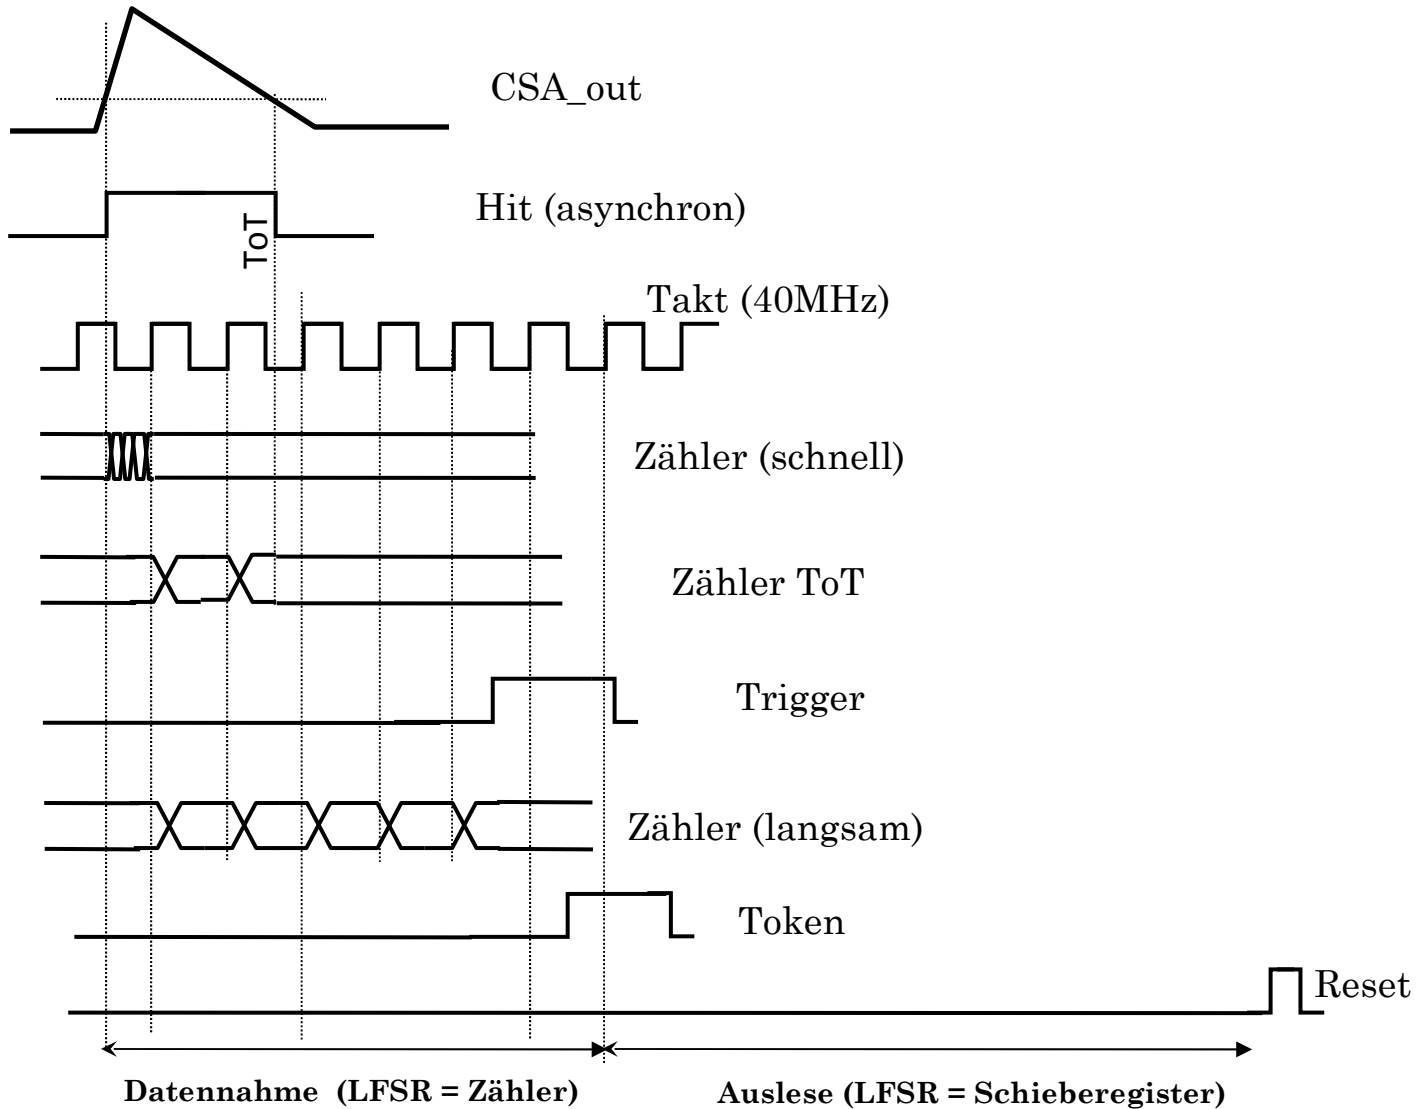 CSA_out
Hit (asynchron)
ToT
Takt (40MHz)
Zähler (schnell)
Zähler ToT
Trigger
Zähler (langsam)
Token
Reset
Datennahme (LFSR = Zähler)
Auslese (LFSR = Schieberegister)